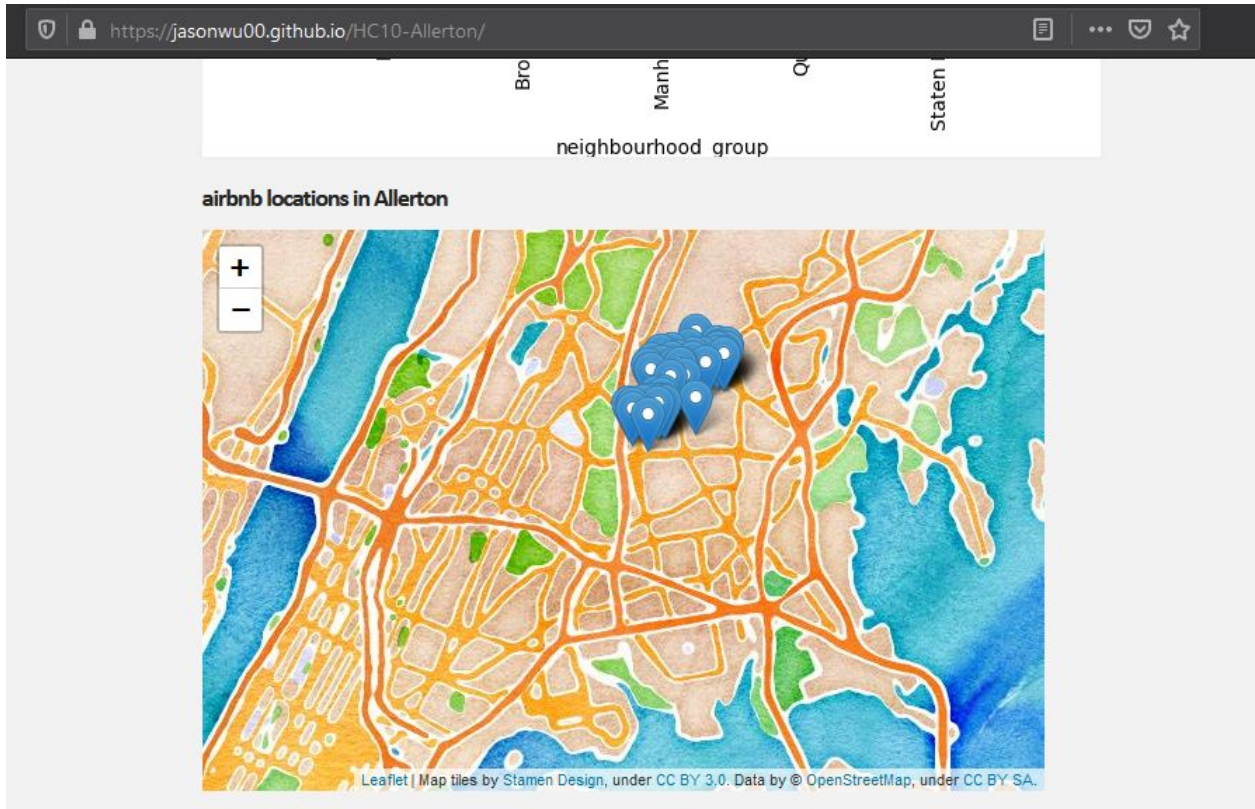 https://jasonwu00.github.io/HC10-Allerton/
Bro
Manh
Staten
neighbourhood_group
airbnb locations in Allerton
+
−
Leaflet | Map tiles by Stamen Design, under CC BY 3.0. Data by © OpenStreetMap, under CC BY SA.